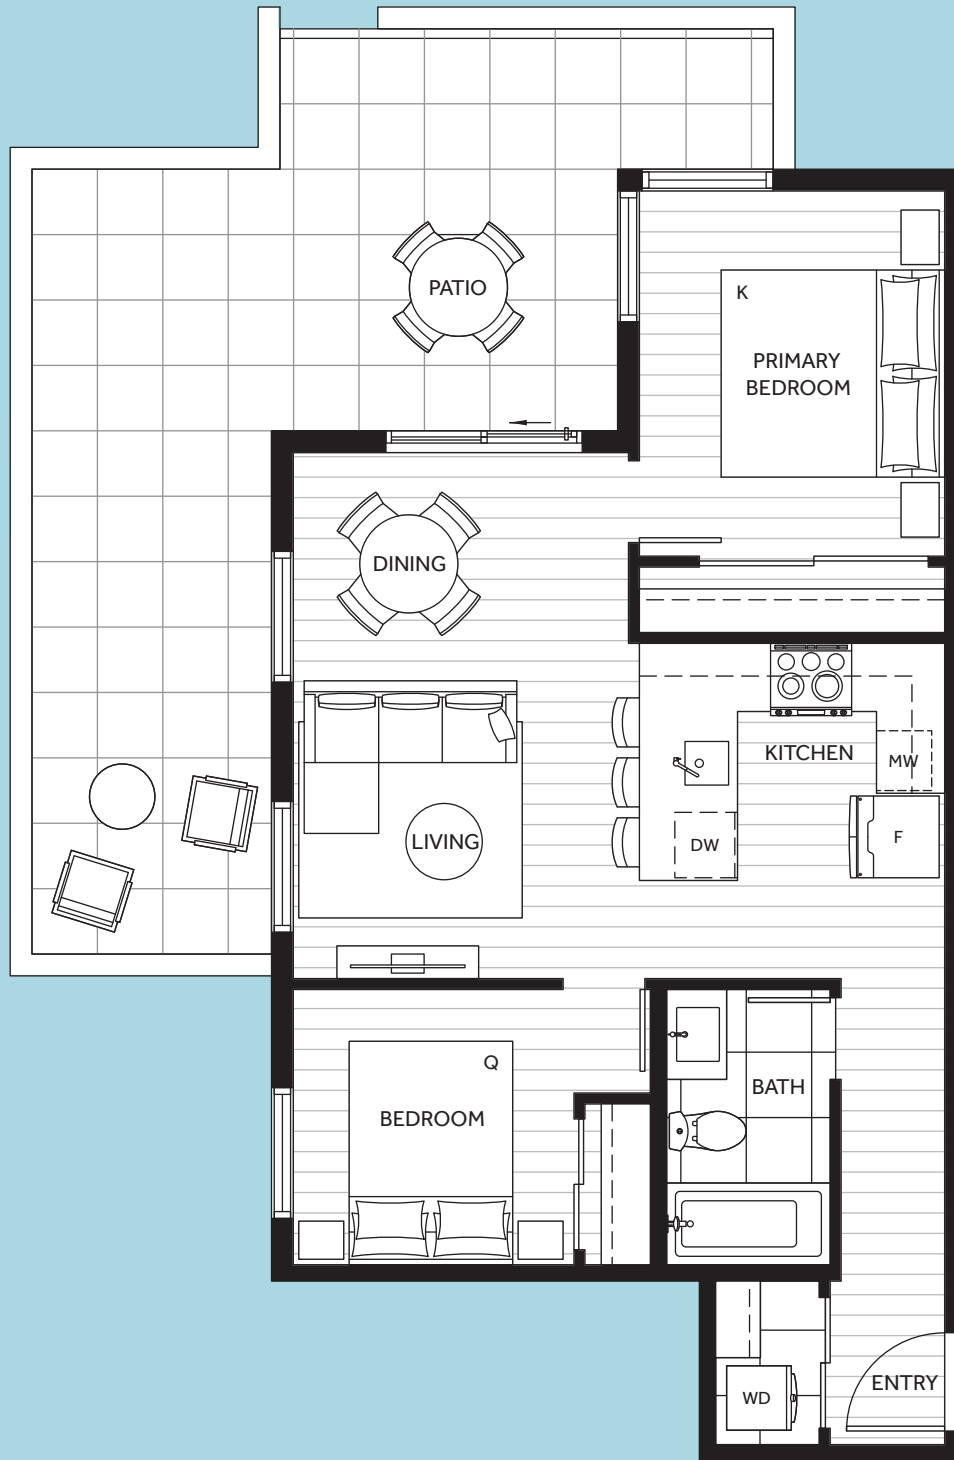 PATIO
K
PRIMARY
BEDROOM
DINING
KITCHEN
MW
LIVING
DW
F
Q
BEDROOM
BATH
WD
ENTRY